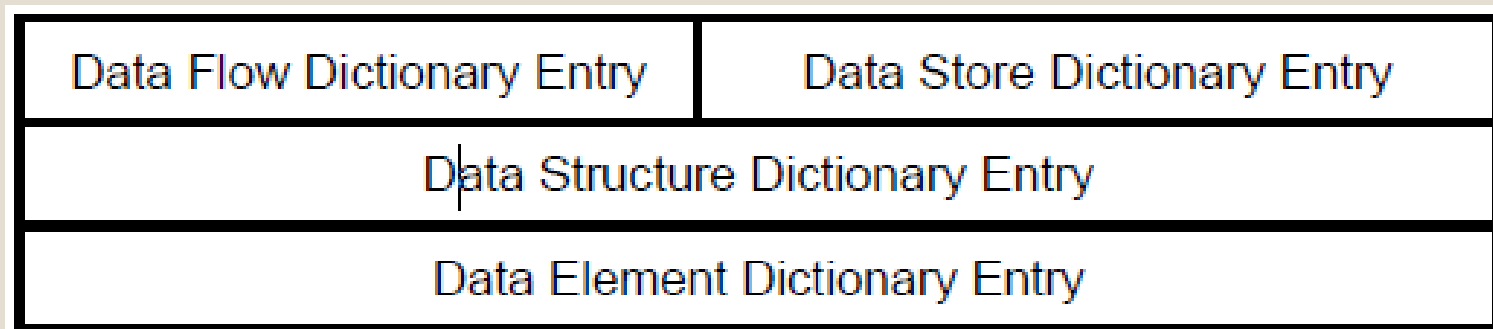 Data Flow Dictionary Entry Data Store Dictionary Entry
Data Structure Dictionary Entry
Data Element Dictionary Entry